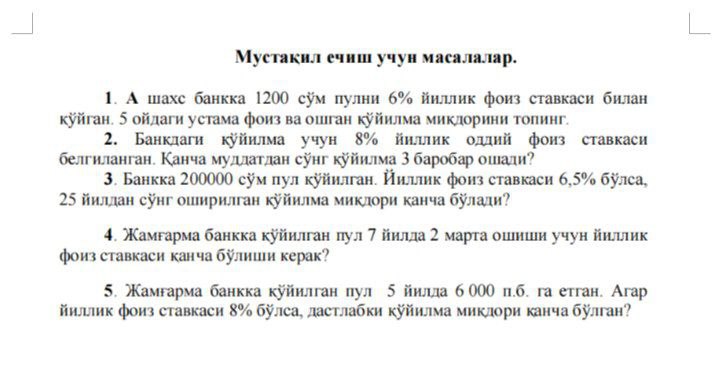 Мустақил ечиш учун масалалар.
1. А шахс банкка 1200 сўм пулни 6% йиллик фоиз ставкаси билан
қўйган. 5 ойдаги устама фоиз ва ошган қўйилма миқдорини топинг.
2. Банкдаги қўйилма учун 8% йиллик оддий фоиз ставкаси
белгиланган. Қанча муддатдан сўнг қўйилма 3 баробар ошади?
3. Банкка 200000 сўм пул қўйилган. Йиллик фоиз ставкаси 6,5% бўлса,
25 йилдан сўнг оширилган қўйилма миқдори қанча бўлади?
4. Жамғарма банкка қўйилган пул 7 йилда 2 марта ошиши учун йиллик
фоиз ставкаси қанча бўлиши керак?
5. Жамғарма банкка қўйилган пул 5 йилда 6 000 п.б. га етган. Агар
йиллик фоиз ставкаси 8% бўлса, дастлабки қўйилма миқдори қанча бўлган?